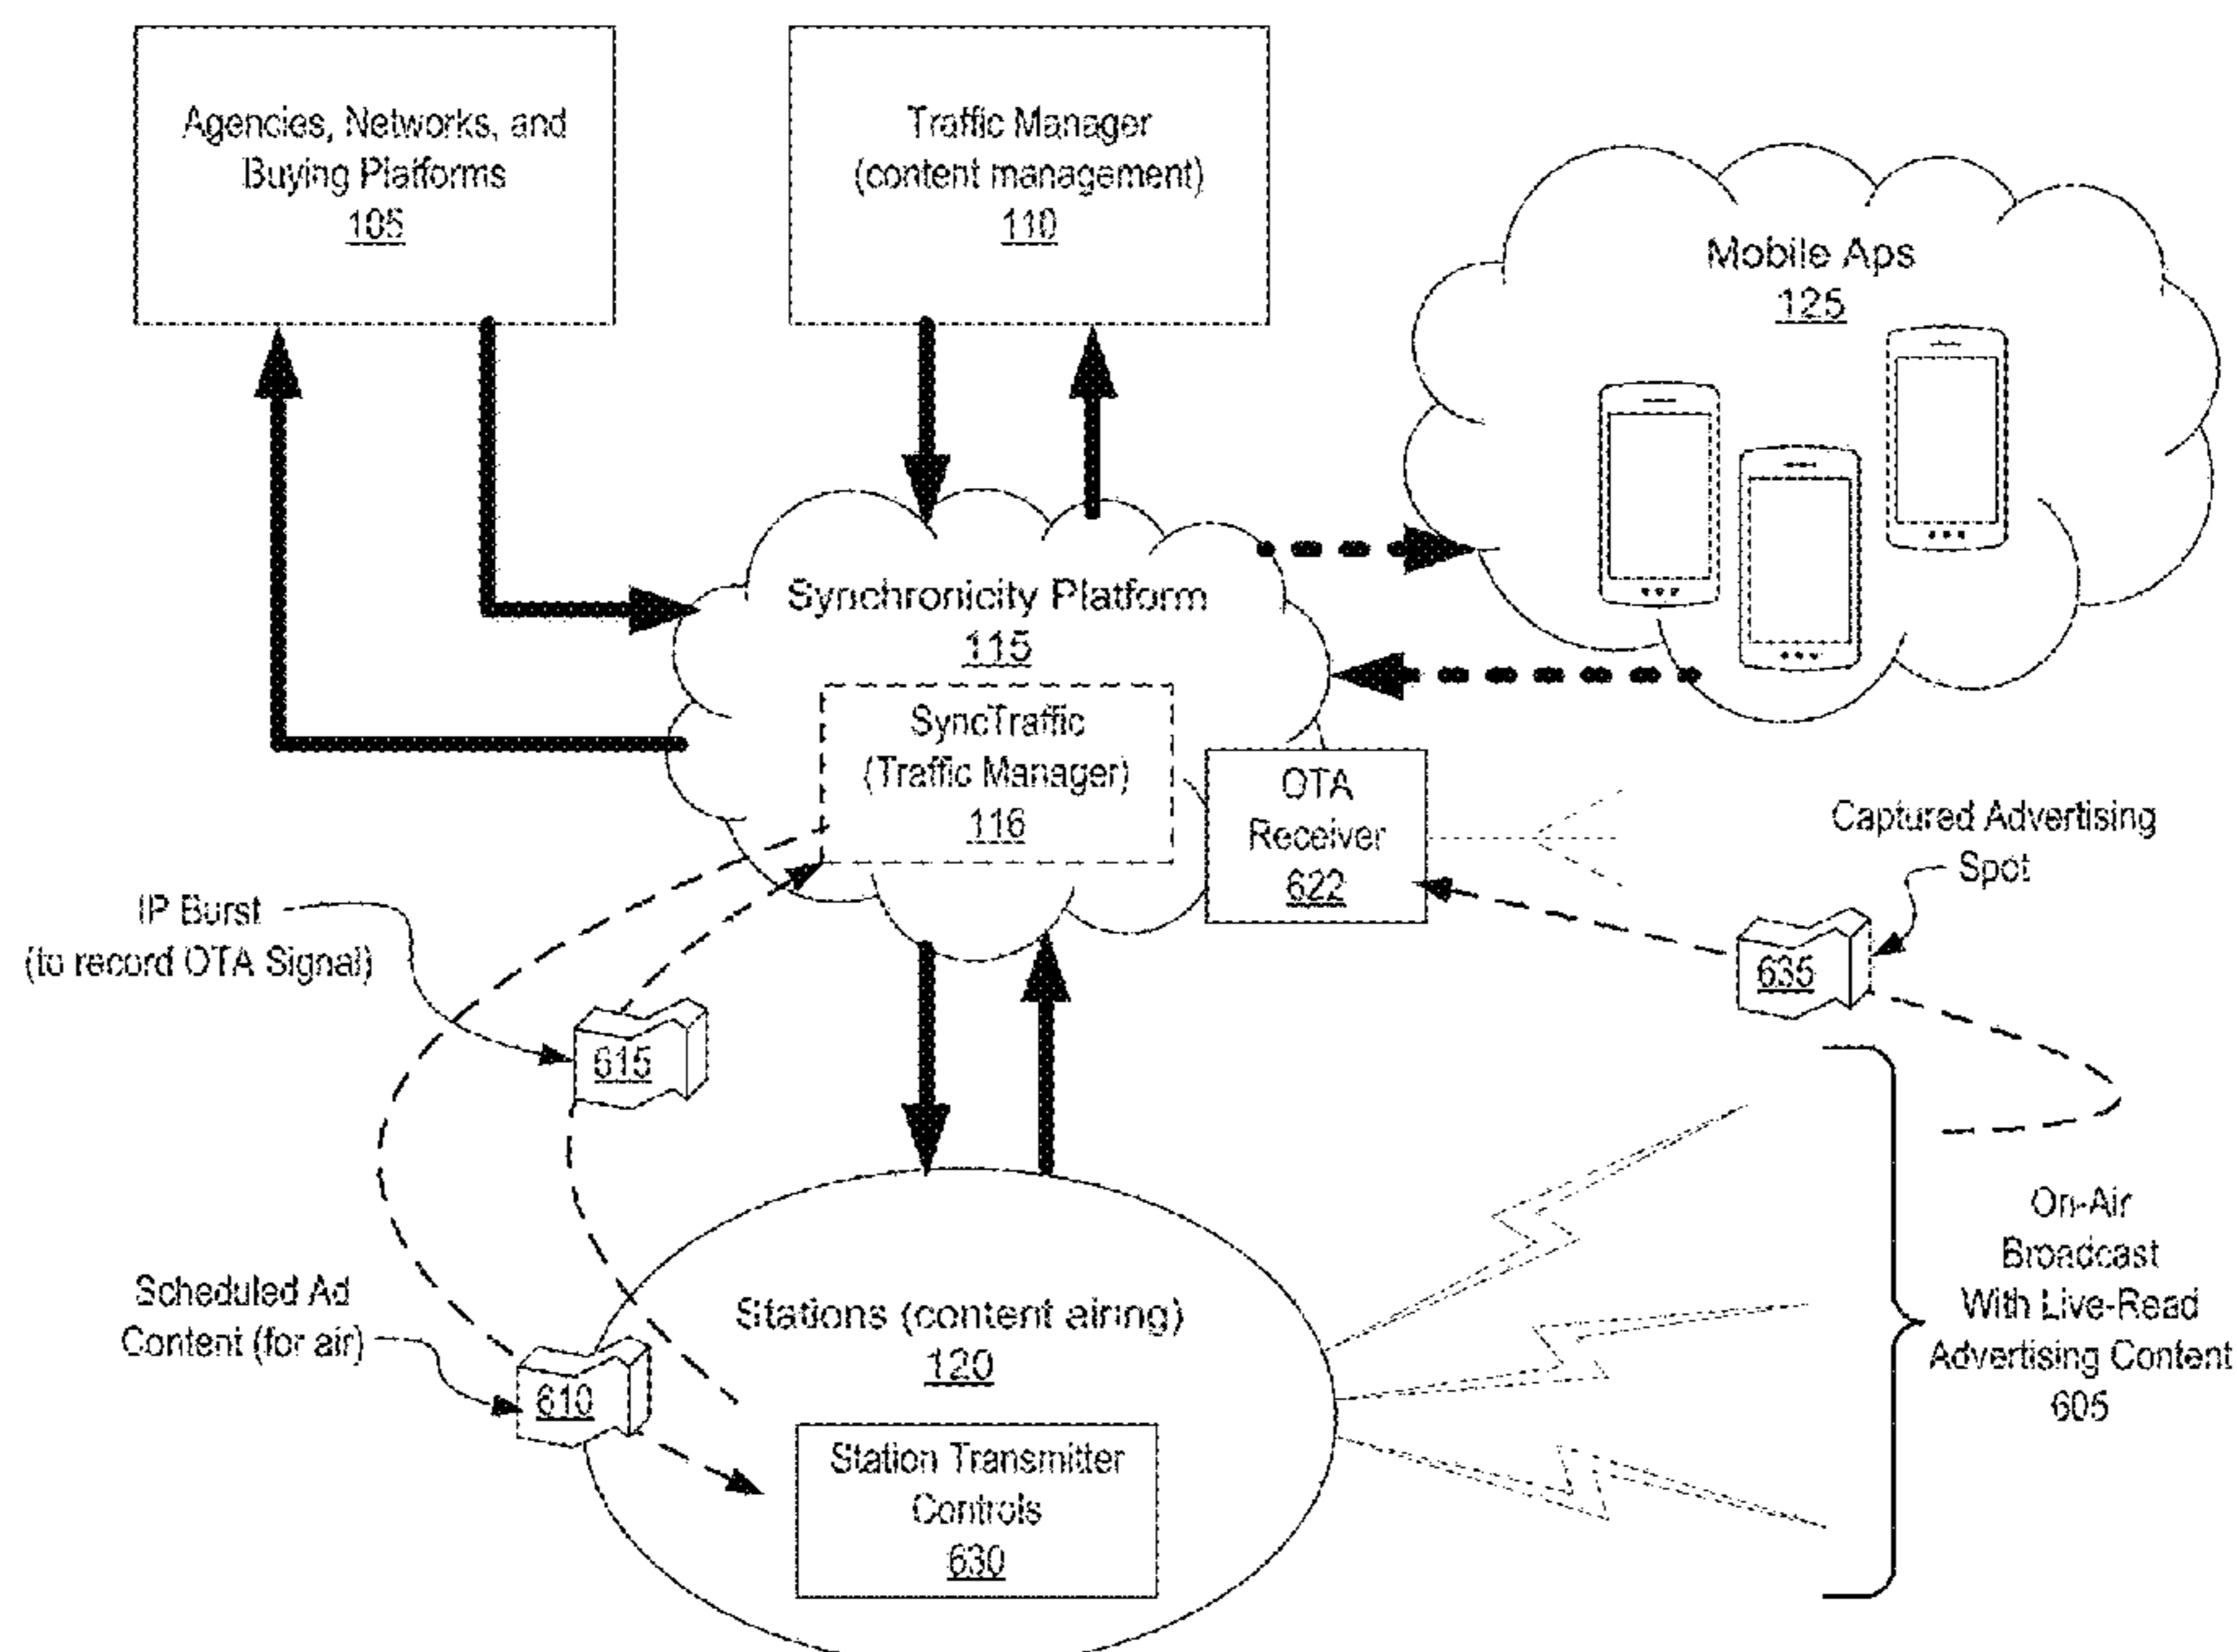 Agencies, Networks, and
Buying Platforms
105
Traffic Manager
(content management)
110
Mobile Aps
125
Synchronicity Platform
115
SyncTraffic
(Traffic Manager)
116
OTA
Receiver
622
Captured Advertising
Spot
635
IP Burst
(to record OTA Signal)
615
Scheduled Ad
Content (for air)
610
Stations (content airing)
120
Station Transmitter
Controls
630
On-Air
Broadcast
With Live-Read
Advertising Content
605